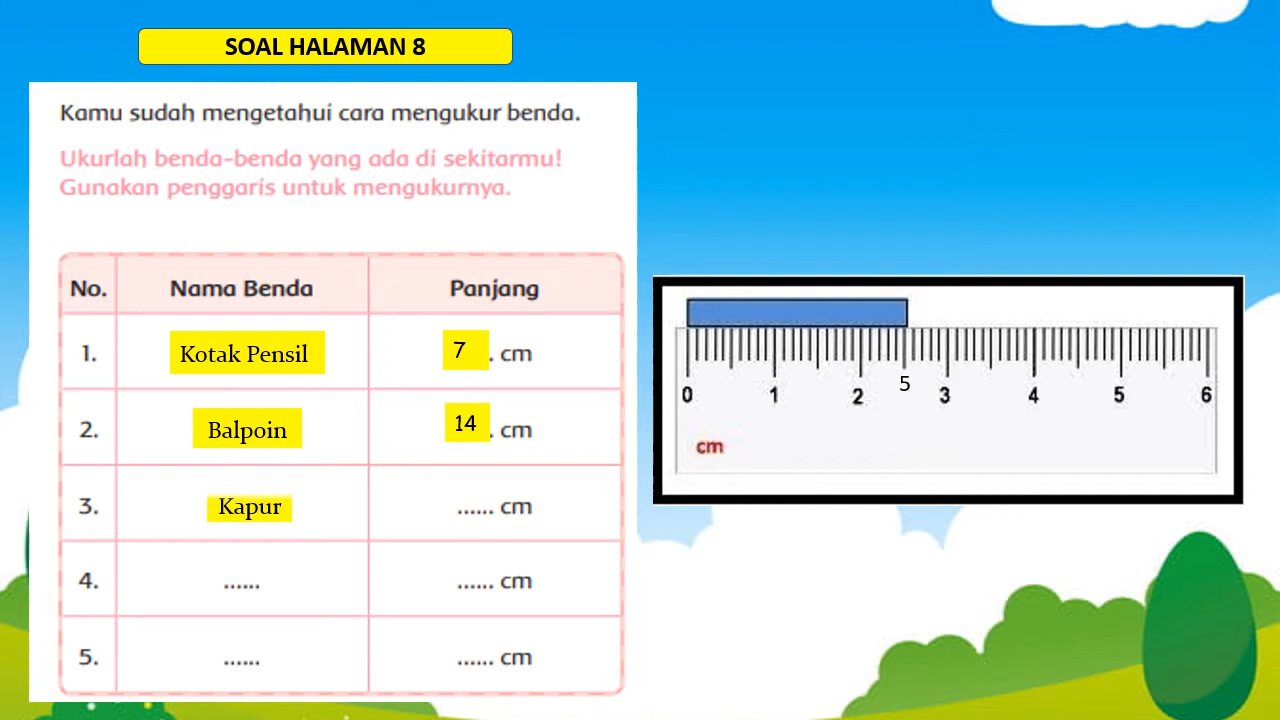 SOAL HALAMAN 8
Kamu sudah mengetahui cara mengukur benda.
Ukurlah benda-benda yang ada di sekitarmu!
Gunakan penggaris untuk mengukurnya.
No. Nama Benda Panjang
1. Kotak Pensil 7 . cm
2. Balpoin 14 . cm
3. Kapur ...... cm
4. ...... ...... cm
5. ...... ...... cm
0 1 2 5 3 4 5 6
cm